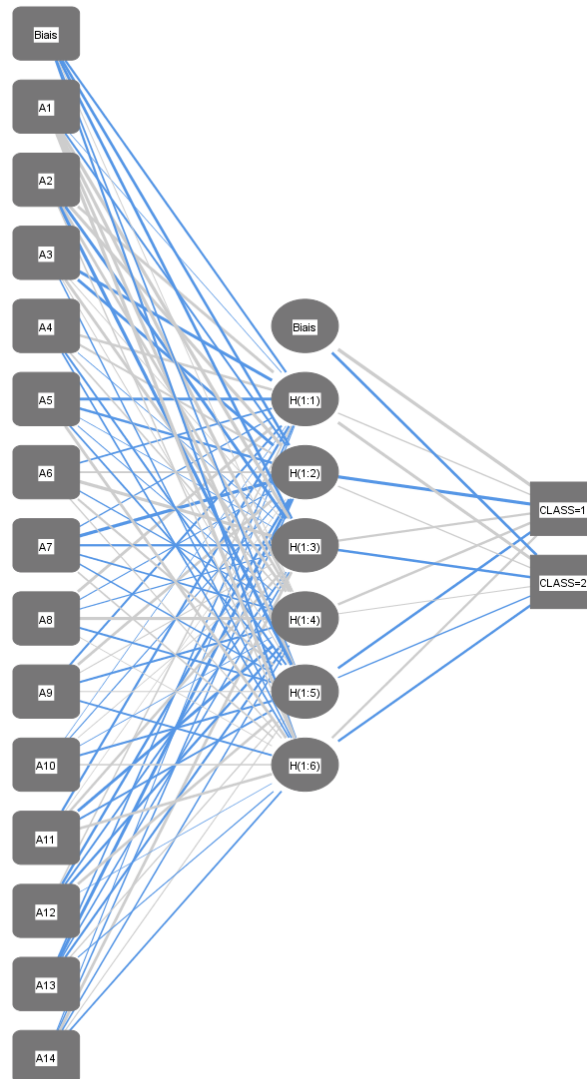 Biais
A1
A2
A3
A4
A5
A6
A7
A8
A9
A10
A11
A12
A13
A14
Biais
H(1:1)
H(1:2)
H(1:3)
H(1:4)
H(1:5)
H(1:6)
CLASS=1
CLASS=2